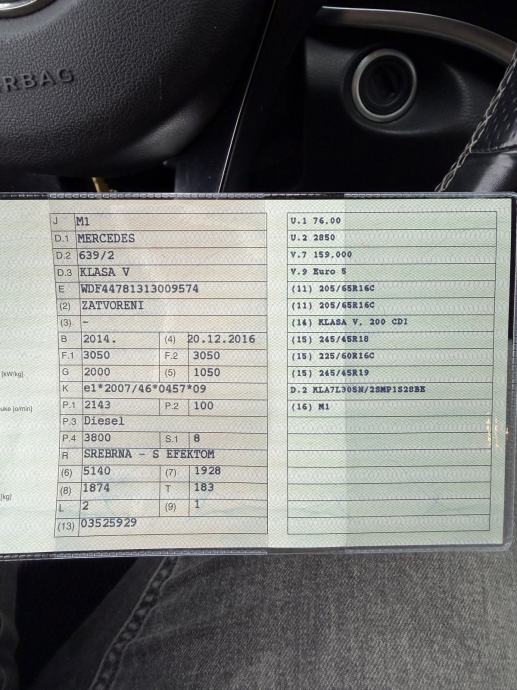 RBAG
J M1
D.1 MERCEDES
D.2 639/2
D.3 KLASA V
E WDF44781313009574
(2) ZATVORENI
(3) -
B 2014. (4) 20.12.2016
F.1 3050 F.2 3050
[kW/kg] G 2000 (5) 1050
K e1*2007/46*0457*09
[o/min] P.1 2143 P.2 100
P.3 Diesel
P.4 3800 S.1 8
R SREBRNA - S EFEKTOM
(6) 5140 (7) 1928
[kg] (8) 1874 T 183
L 2 (9) 1
(13) 03525929
U.1 76,00
U.2 2850
V.7 159,000
V.9 Euro 5
(11) 205/65R16C
(11) 205/65R16C
(14) KLASA V, 200 CDI
(15) 245/45R18
(15) 225/60R16C
(15) 245/45R19
D.2 KLA7L305N/2SMP1S28BE
(16) M1